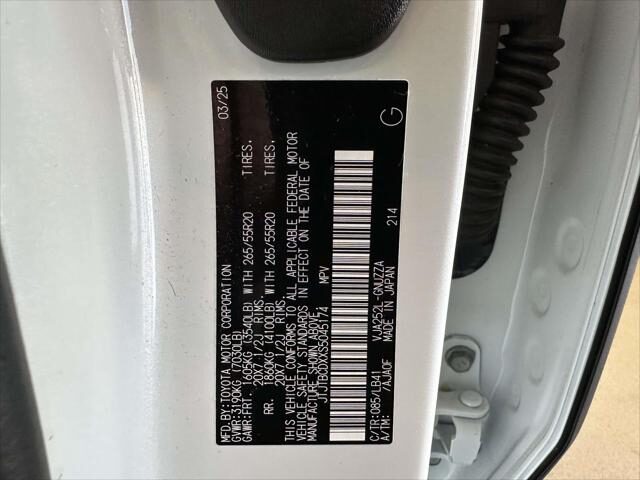 MFD.BY:TOYOTA MOTOR CORPORATION 03/25
GVWR:3190KG (7030LB)
GAWR:FRT. 1605KG (3540LB) WITH 265/55R20 TIRES.
20X7 1/2J RIMS.
RR. 1860KG (4100LB) WITH 265/55R20 TIRES.
20X7 1/2J RIMS.
THIS VEHICLE CONFORMS TO ALL APPLICABLE FEDERAL MOTOR
VEHICLE SAFETY STANDARDS IN EFFECT ON THE DATE OF
MANUFACTURE SHOWN ABOVE.
JTJTBCDXXS5045174 MPV
214
C/TR:085/LB41 VJA252L-GNUZZA
A/TM: /AJA0F MADE IN JAPAN
G